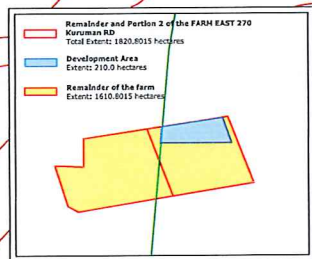 Remainder and Portion 2 of the FARM EAST 270
Kuruman RD
Total Extent: 1820.8015 hectares
Development Area
Extent: 210.0 hectares
Remainder of the farm
Extent: 1610.8015 hectares